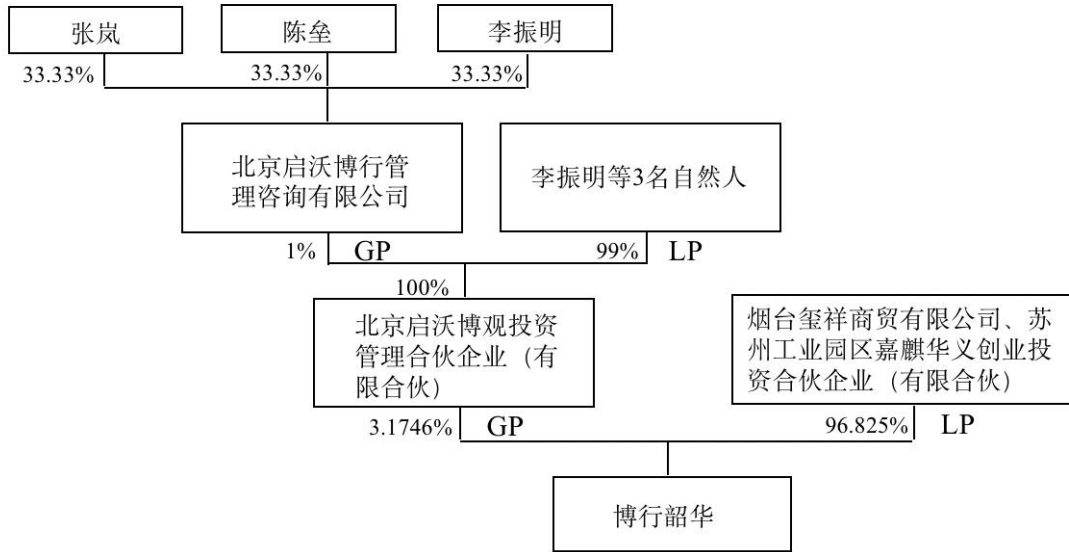 张岚
陈垒
李振明
33.33%
33.33%
33.33%
北京启沃博行管
理咨询有限公司
李振明等3名自然人
1%
GP
99%
LP
100%
北京启沃博观投资
管理合伙企业（有
限合伙）
烟台玺祥商贸有限公司、苏
州工业园区嘉麒华义创业投
资合伙企业（有限合伙）
3.1746%
GP
96.825%
LP
博行韶华